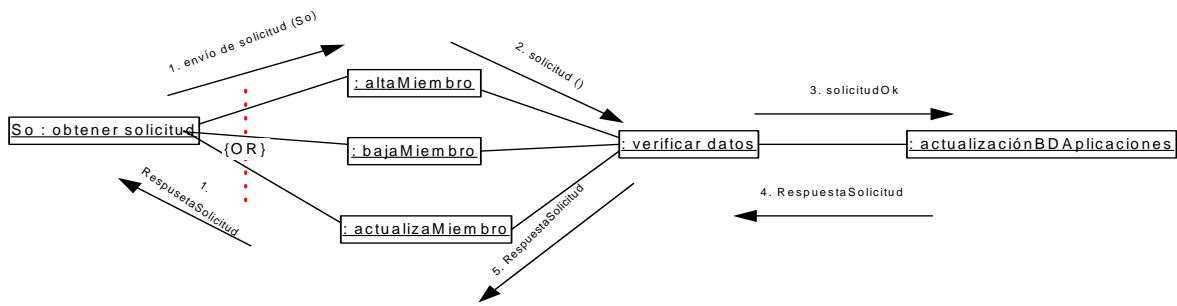 1. envío de solicitud (So)
2. solicitud ()
: altaMiembro
3. solicitudOk
So : obtener solicitud
{OR}
: bajaMiembro
: verificar datos
: actualizaciónBDAplicaciones
1.
RespusetaSolicitud
4. RespuestaSolicitud
: actualizaMiembro
5. RespuestaSolicitud